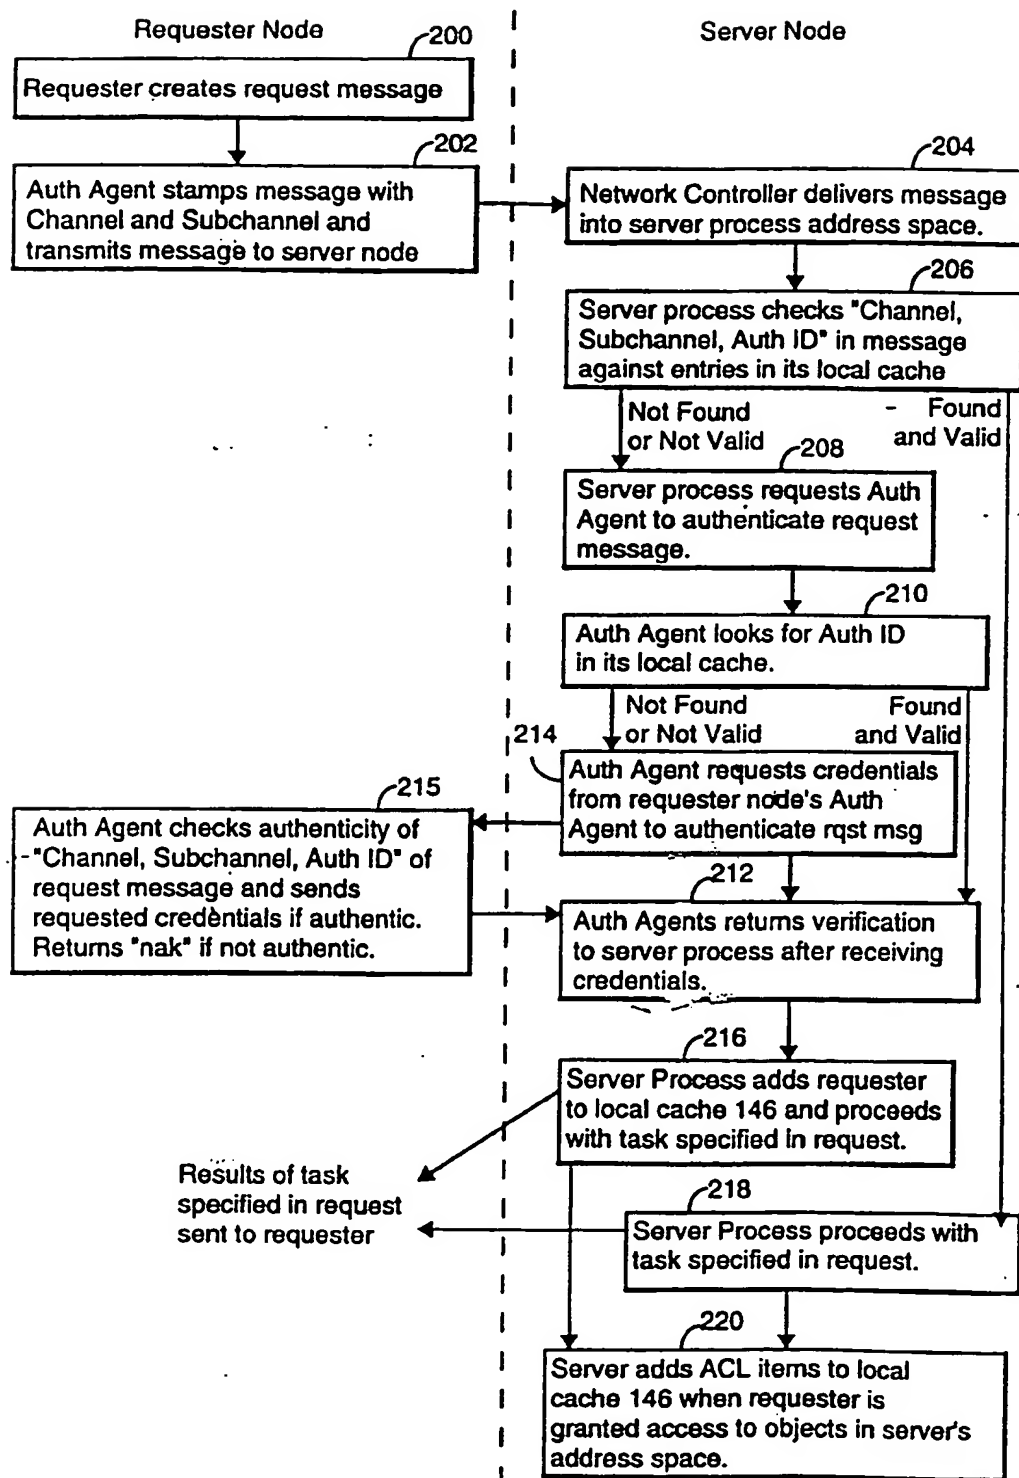 Requester Node
Server Node
200
Requester creates request message
202
Auth Agent stamps message with
Channel and Subchannel and
transmits message to server node
204
Network Controller delivers message
into server process address space.
206
Server process checks "Channel,
Subchannel, Auth ID" in message
against entries in its local cache
Not Found
or Not Valid
Found
and Valid
208
Server process requests Auth
Agent to authenticate request
message.
210
Auth Agent looks for Auth ID
in its local cache.
Not Found
or Not Valid
Found
and Valid
214
Auth Agent requests credentials
from requester node's Auth
Agent to authenticate rqst msg
215
Auth Agent checks authenticity of
"Channel, Subchannel, Auth ID" of
request message and sends
requested credentials if authentic.
Returns "nak" if not authentic.
212
Auth Agents returns verification
to server process after receiving
credentials.
216
Server Process adds requester
to local cache 146 and proceeds
with task specified in request.
Results of task
specified in request
sent to requester
218
Server Process proceeds with
task specified in request.
220
Server adds ACL items to local
cache 146 when requester is
granted access to objects in server's
address space.